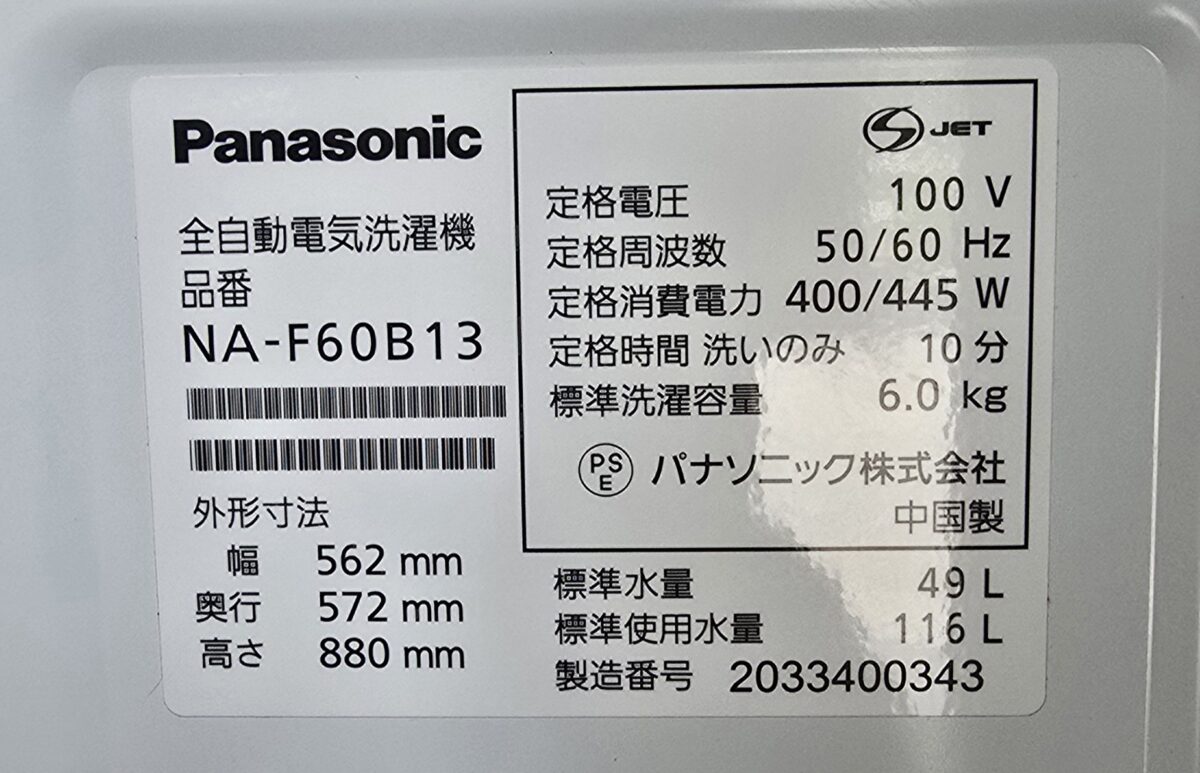 Panasonic
全自動電気洗濯機
品番
NA-F60B13
外形寸法
幅 562 mm
奥行 572 mm
高さ 880 mm
S JET
定格電圧 100 V
定格周波数 50/60 Hz
定格消費電力 400/445 W
定格時間 洗いのみ 10 分
標準洗濯容量 6.0 kg
PSE パナソニック株式会社
中国製
標準水量 49 L
標準使用水量 116 L
製造番号 2033400343